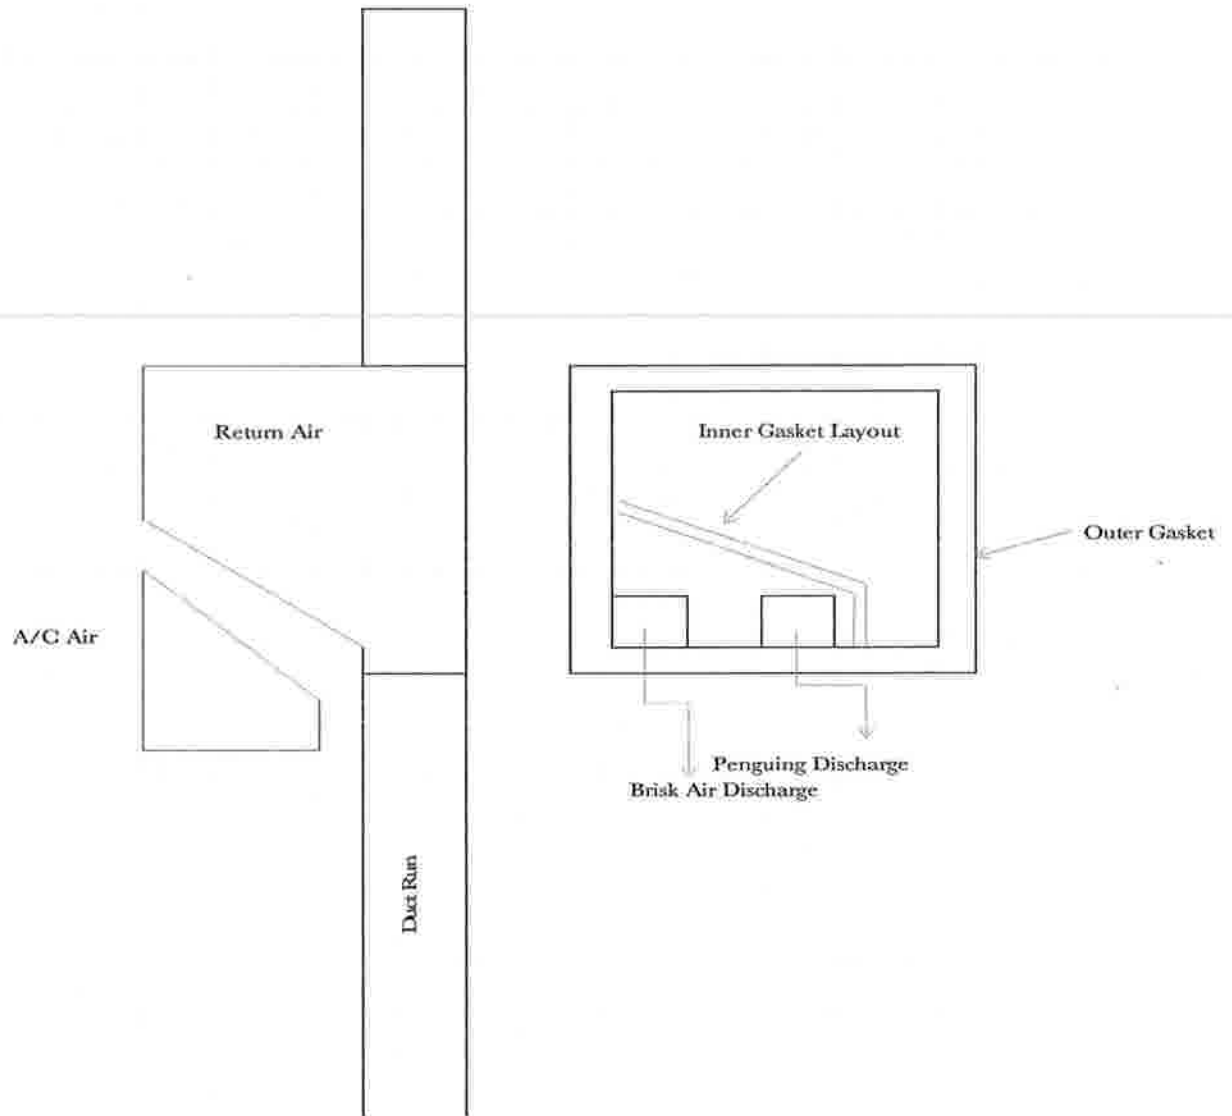 Return Air
Inner Gasket Layout
Outer Gasket
A/C Air
Penguing Discharge
Brisk Air Discharge
Duct Run